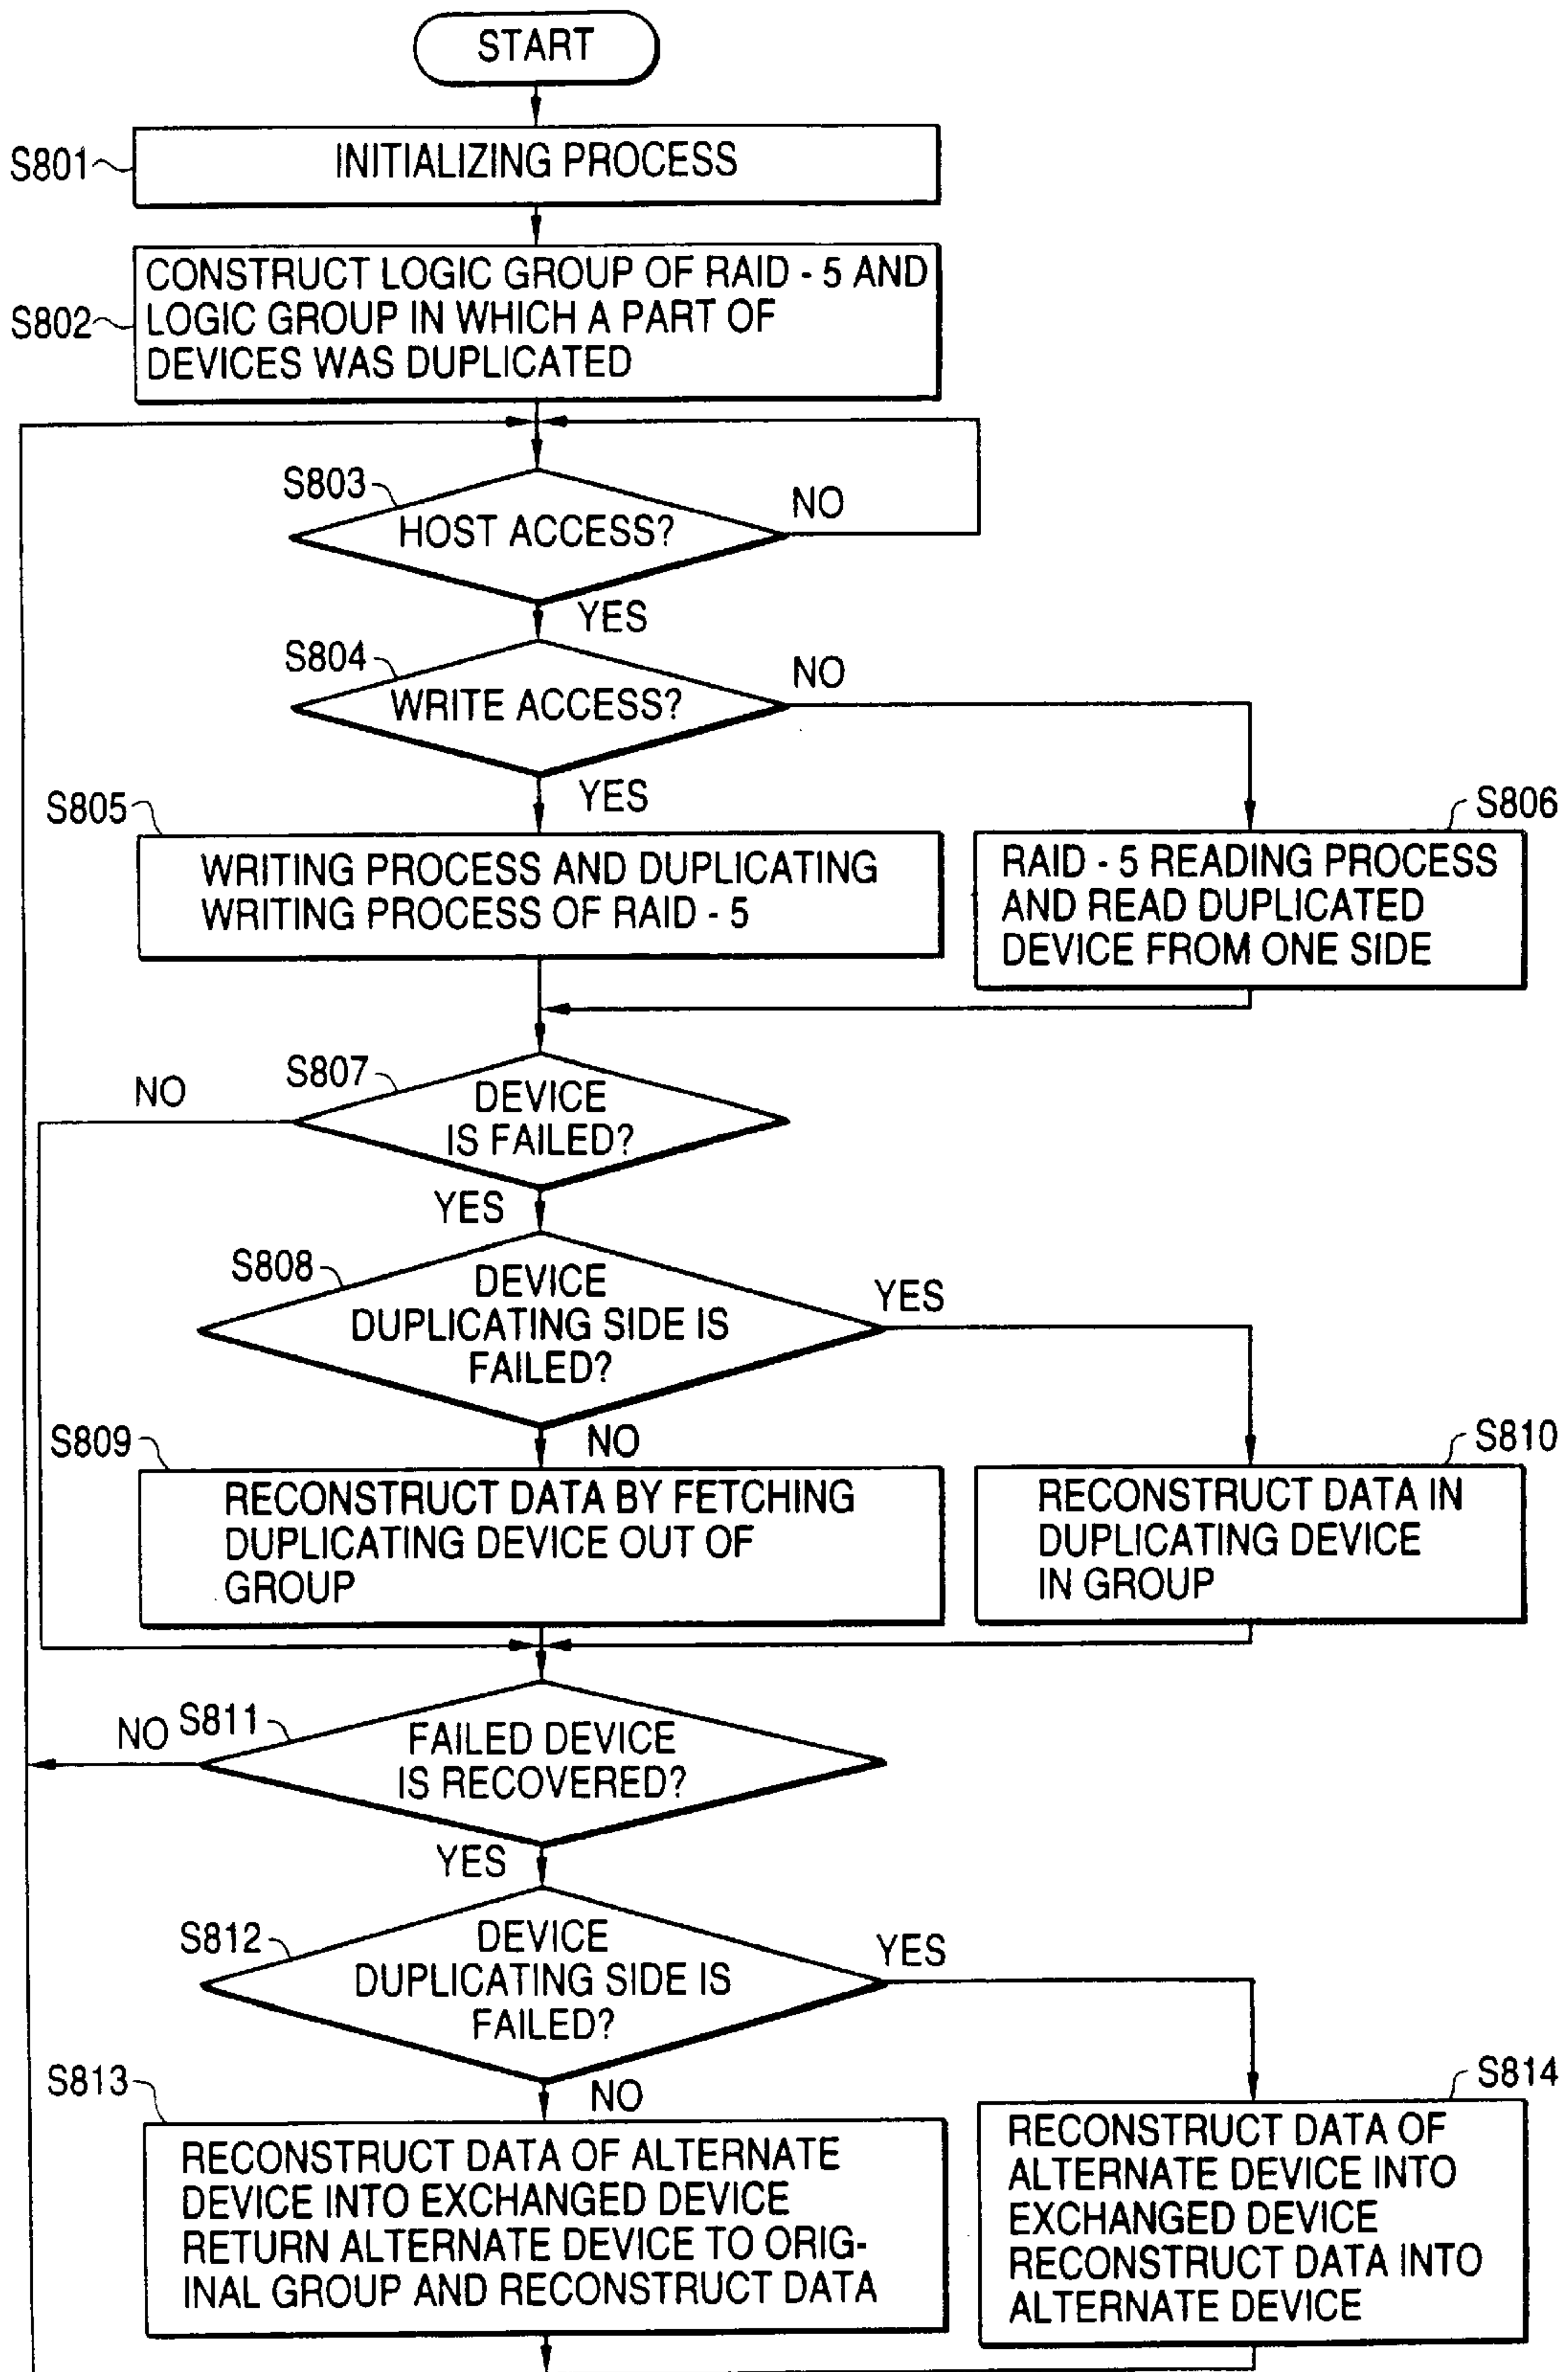 START
S801
INITIALIZING PROCESS
S802
CONSTRUCT LOGIC GROUP OF RAID - 5 AND
LOGIC GROUP IN WHICH A PART OF
DEVICES WAS DUPLICATED
S803
HOST ACCESS?
NO
YES
S804
WRITE ACCESS?
NO
YES
S805
WRITING PROCESS AND DUPLICATING
WRITING PROCESS OF RAID - 5
S806
RAID - 5 READING PROCESS
AND READ DUPLICATED
DEVICE FROM ONE SIDE
S807
DEVICE
IS FAILED?
NO
YES
S808
DEVICE
DUPLICATING SIDE IS
FAILED?
YES
NO
S809
RECONSTRUCT DATA BY FETCHING
DUPLICATING DEVICE OUT OF
GROUP
S810
RECONSTRUCT DATA IN
DUPLICATING DEVICE
IN GROUP
S811
FAILED DEVICE
IS RECOVERED?
NO
YES
S812
DEVICE
DUPLICATING SIDE IS
FAILED?
YES
NO
S813
RECONSTRUCT DATA OF ALTERNATE
DEVICE INTO EXCHANGED DEVICE
RETURN ALTERNATE DEVICE TO ORIG-
INAL GROUP AND RECONSTRUCT DATA
S814
RECONSTRUCT DATA OF
ALTERNATE DEVICE INTO
EXCHANGED DEVICE
RECONSTRUCT DATA INTO
ALTERNATE DEVICE